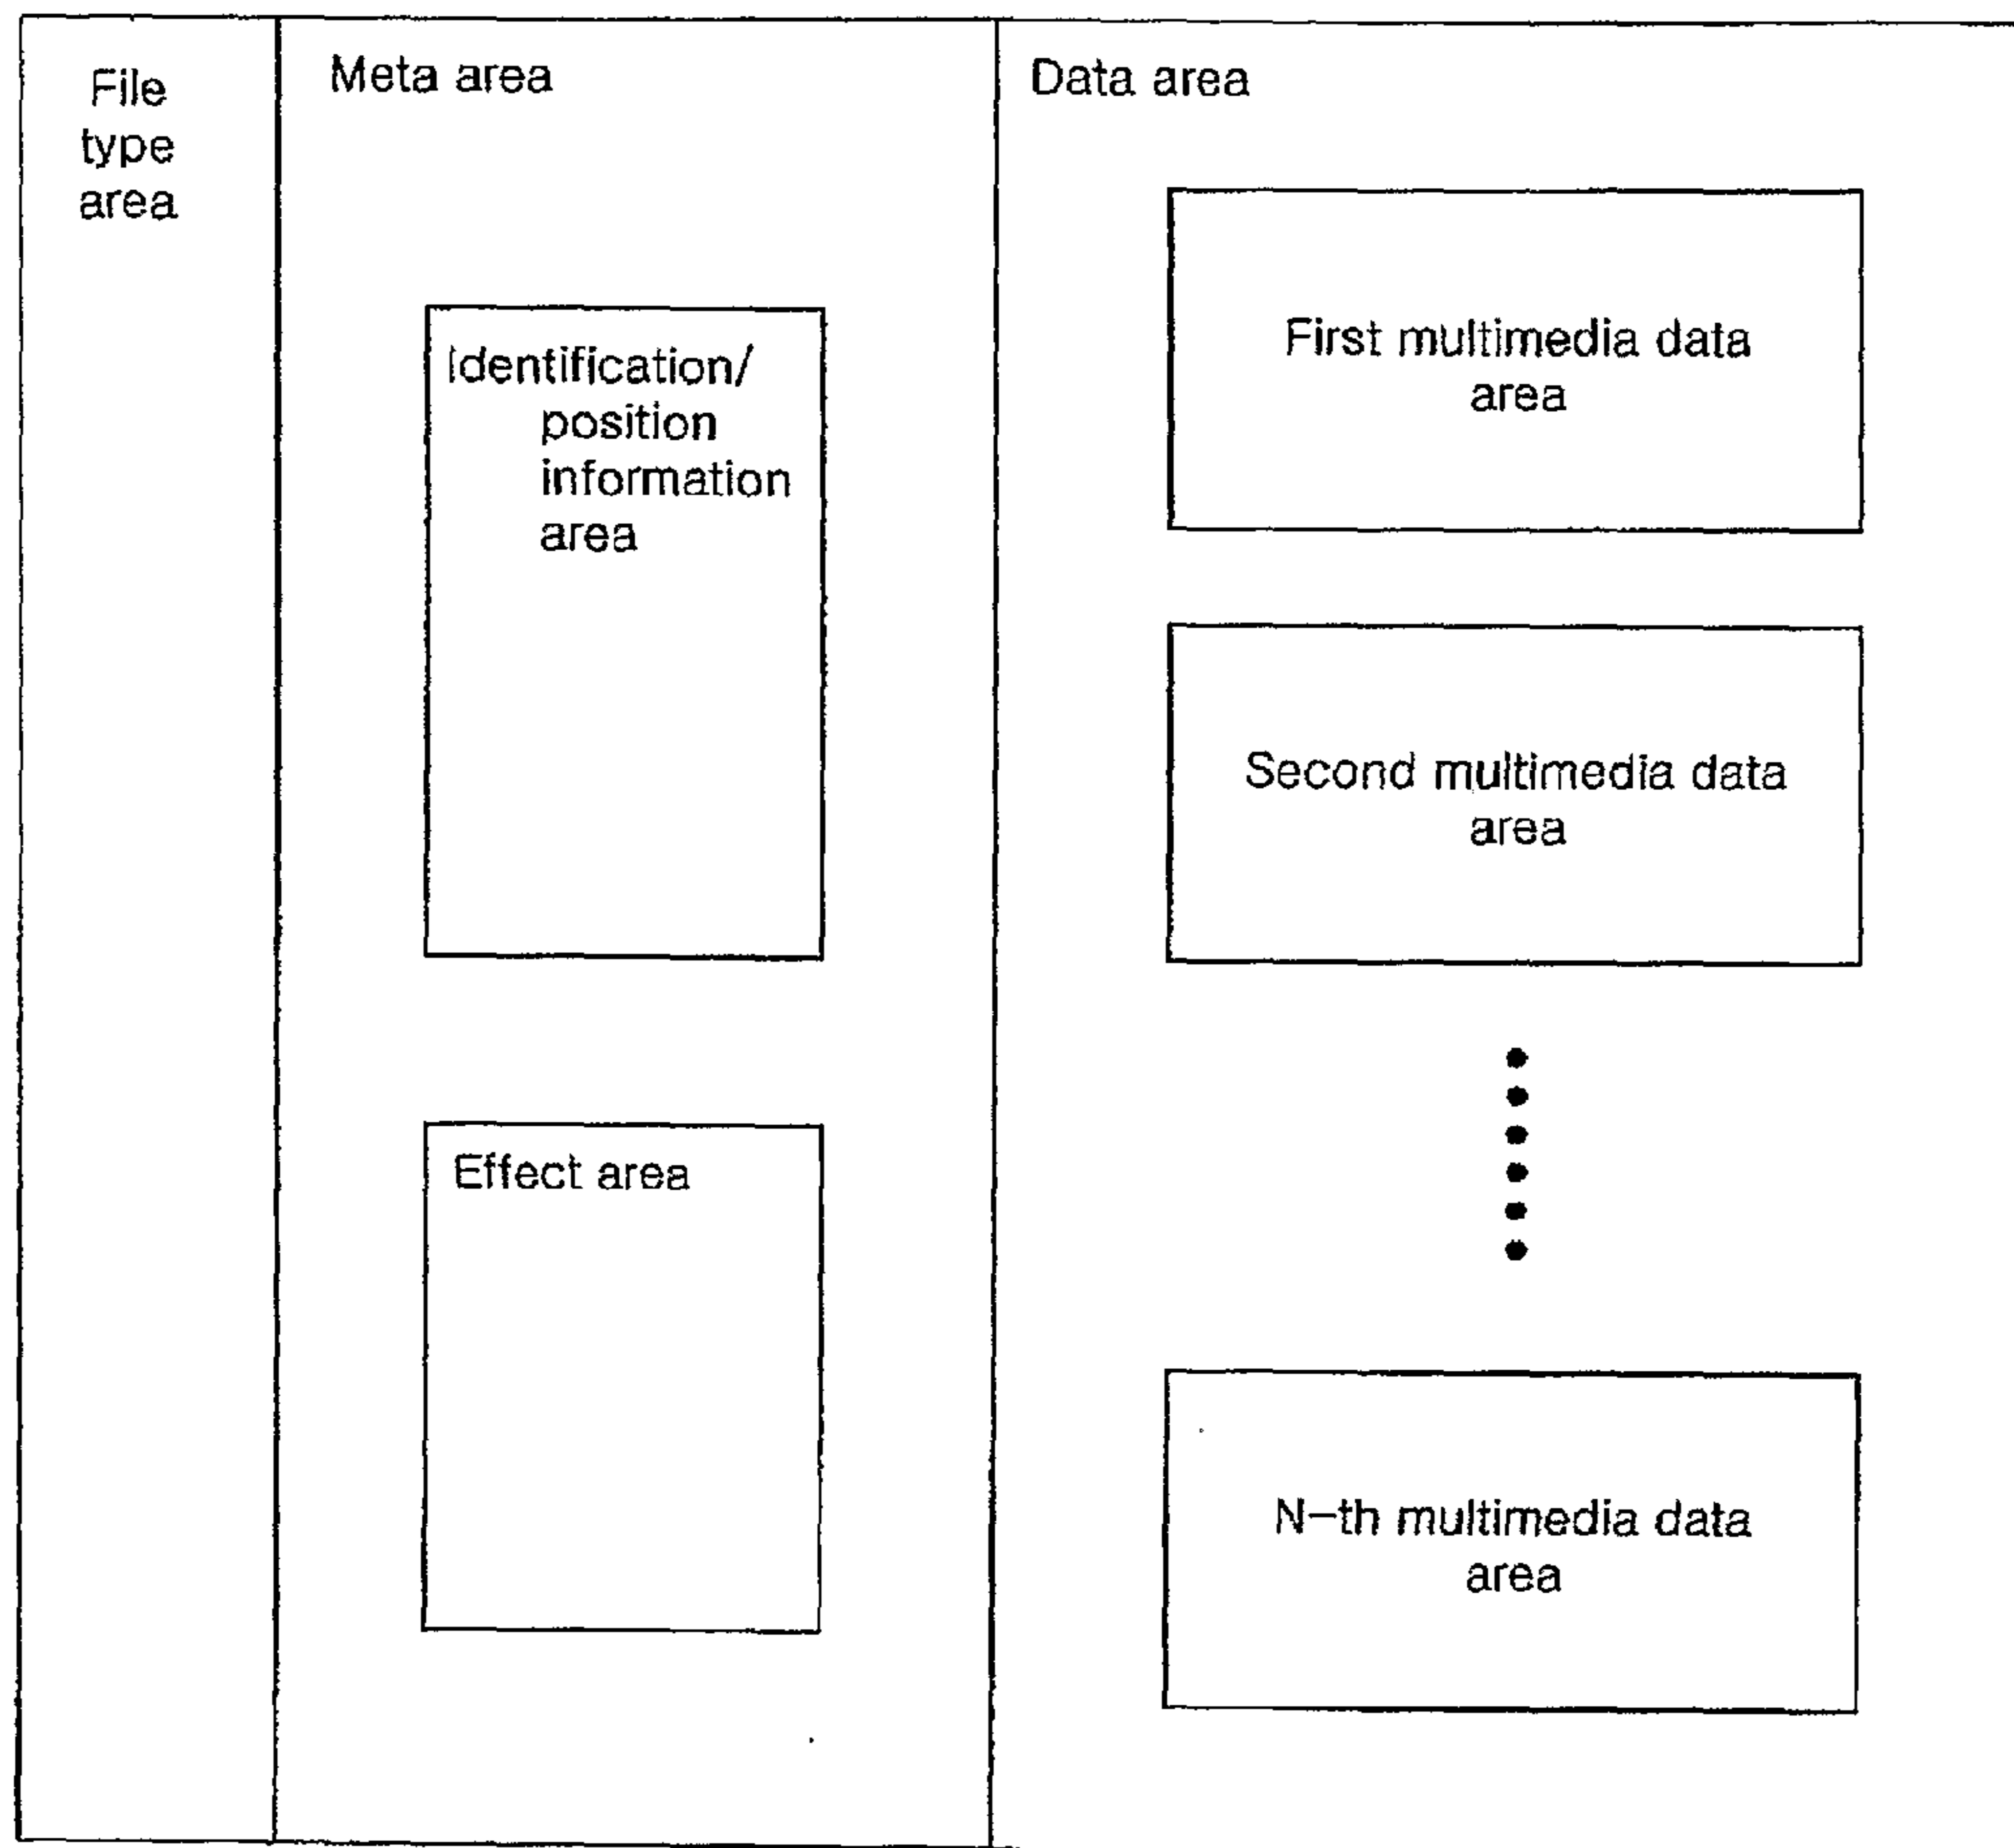 File
type
area
Meta area
Identification/
position
information
area
Effect area
Data area
First multimedia data
area
Second multimedia data
area
N-th multimedia data
area